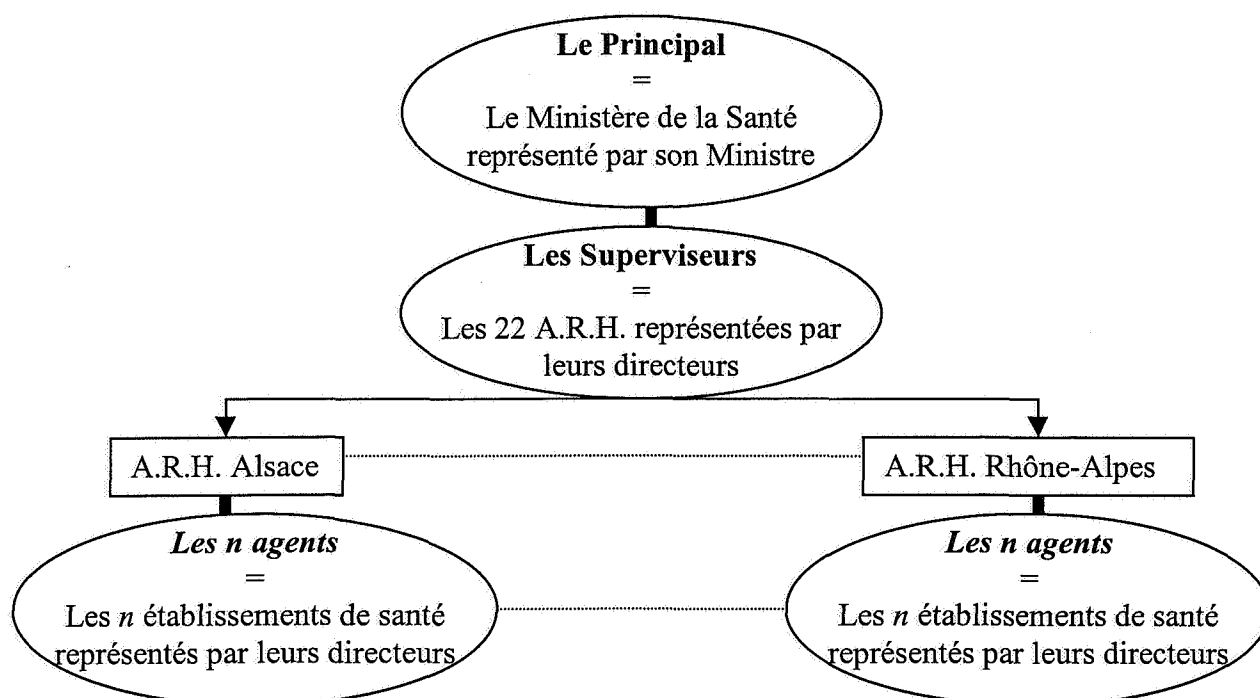 Le Principal
=
Le Ministère de la Santé
représenté par son Ministre
Les Superviseurs
=
Les 22 A.R.H. représentées par
leurs directeurs
A.R.H. Alsace
A.R.H. Rhône-Alpes
Les n agents
=
Les n établissements de santé
représentés par leurs directeurs
Les n agents
=
Les n établissements de santé
représentés par leurs directeurs